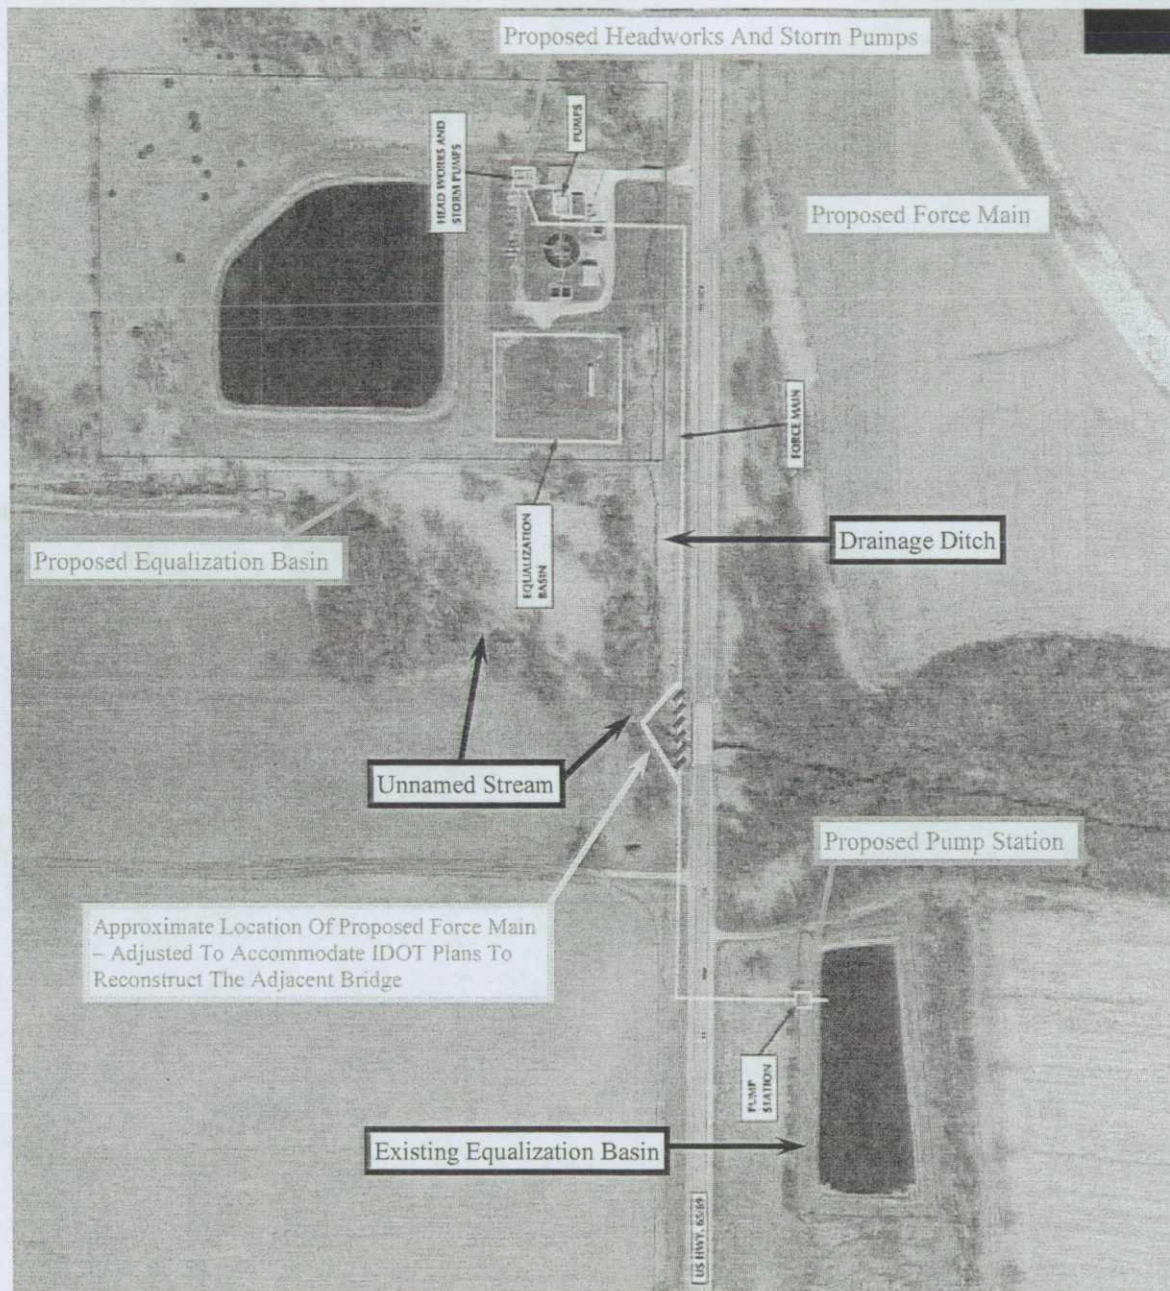 Proposed Headworks And Storm Pumps
PUMPS
HEAD WORKS AND
STORM PUMPS
Proposed Force Main
FORCE MAIN
EQUALIZATION
BASIN
Drainage Ditch
Proposed Equalization Basin
Unnamed Stream
Proposed Pump Station
Approximate Location Of Proposed Force Main
– Adjusted To Accommodate IDOT Plans To
Reconstruct The Adjacent Bridge
PUMP
STATION
Existing Equalization Basin
US HWY. 65/69